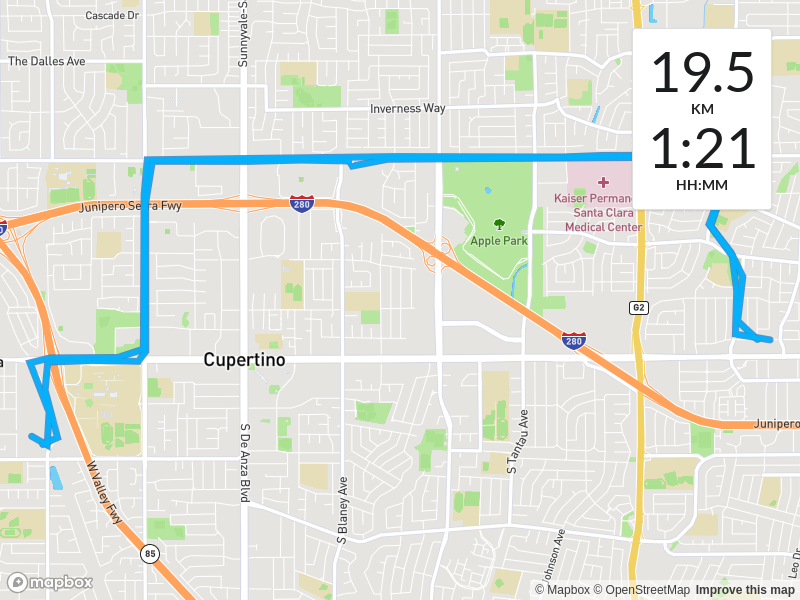 Cascade Dr
Sunnyvale-S
The Dalles Ave
Inverness Way
19.5
KM
1:21
HH:MM
Junipero Serra Fwy
280
Kaiser Perman
Santa Clara
Medical Center
Apple Park
G2
280
Cupertino
a
Junipero
S De Anza Blvd
S Tantau Ave
W Valley Fwy
S Blaney Ave
85
Johnson Ave
Leo Dr
mapbox
© Mapbox © OpenStreetMap Improve this map